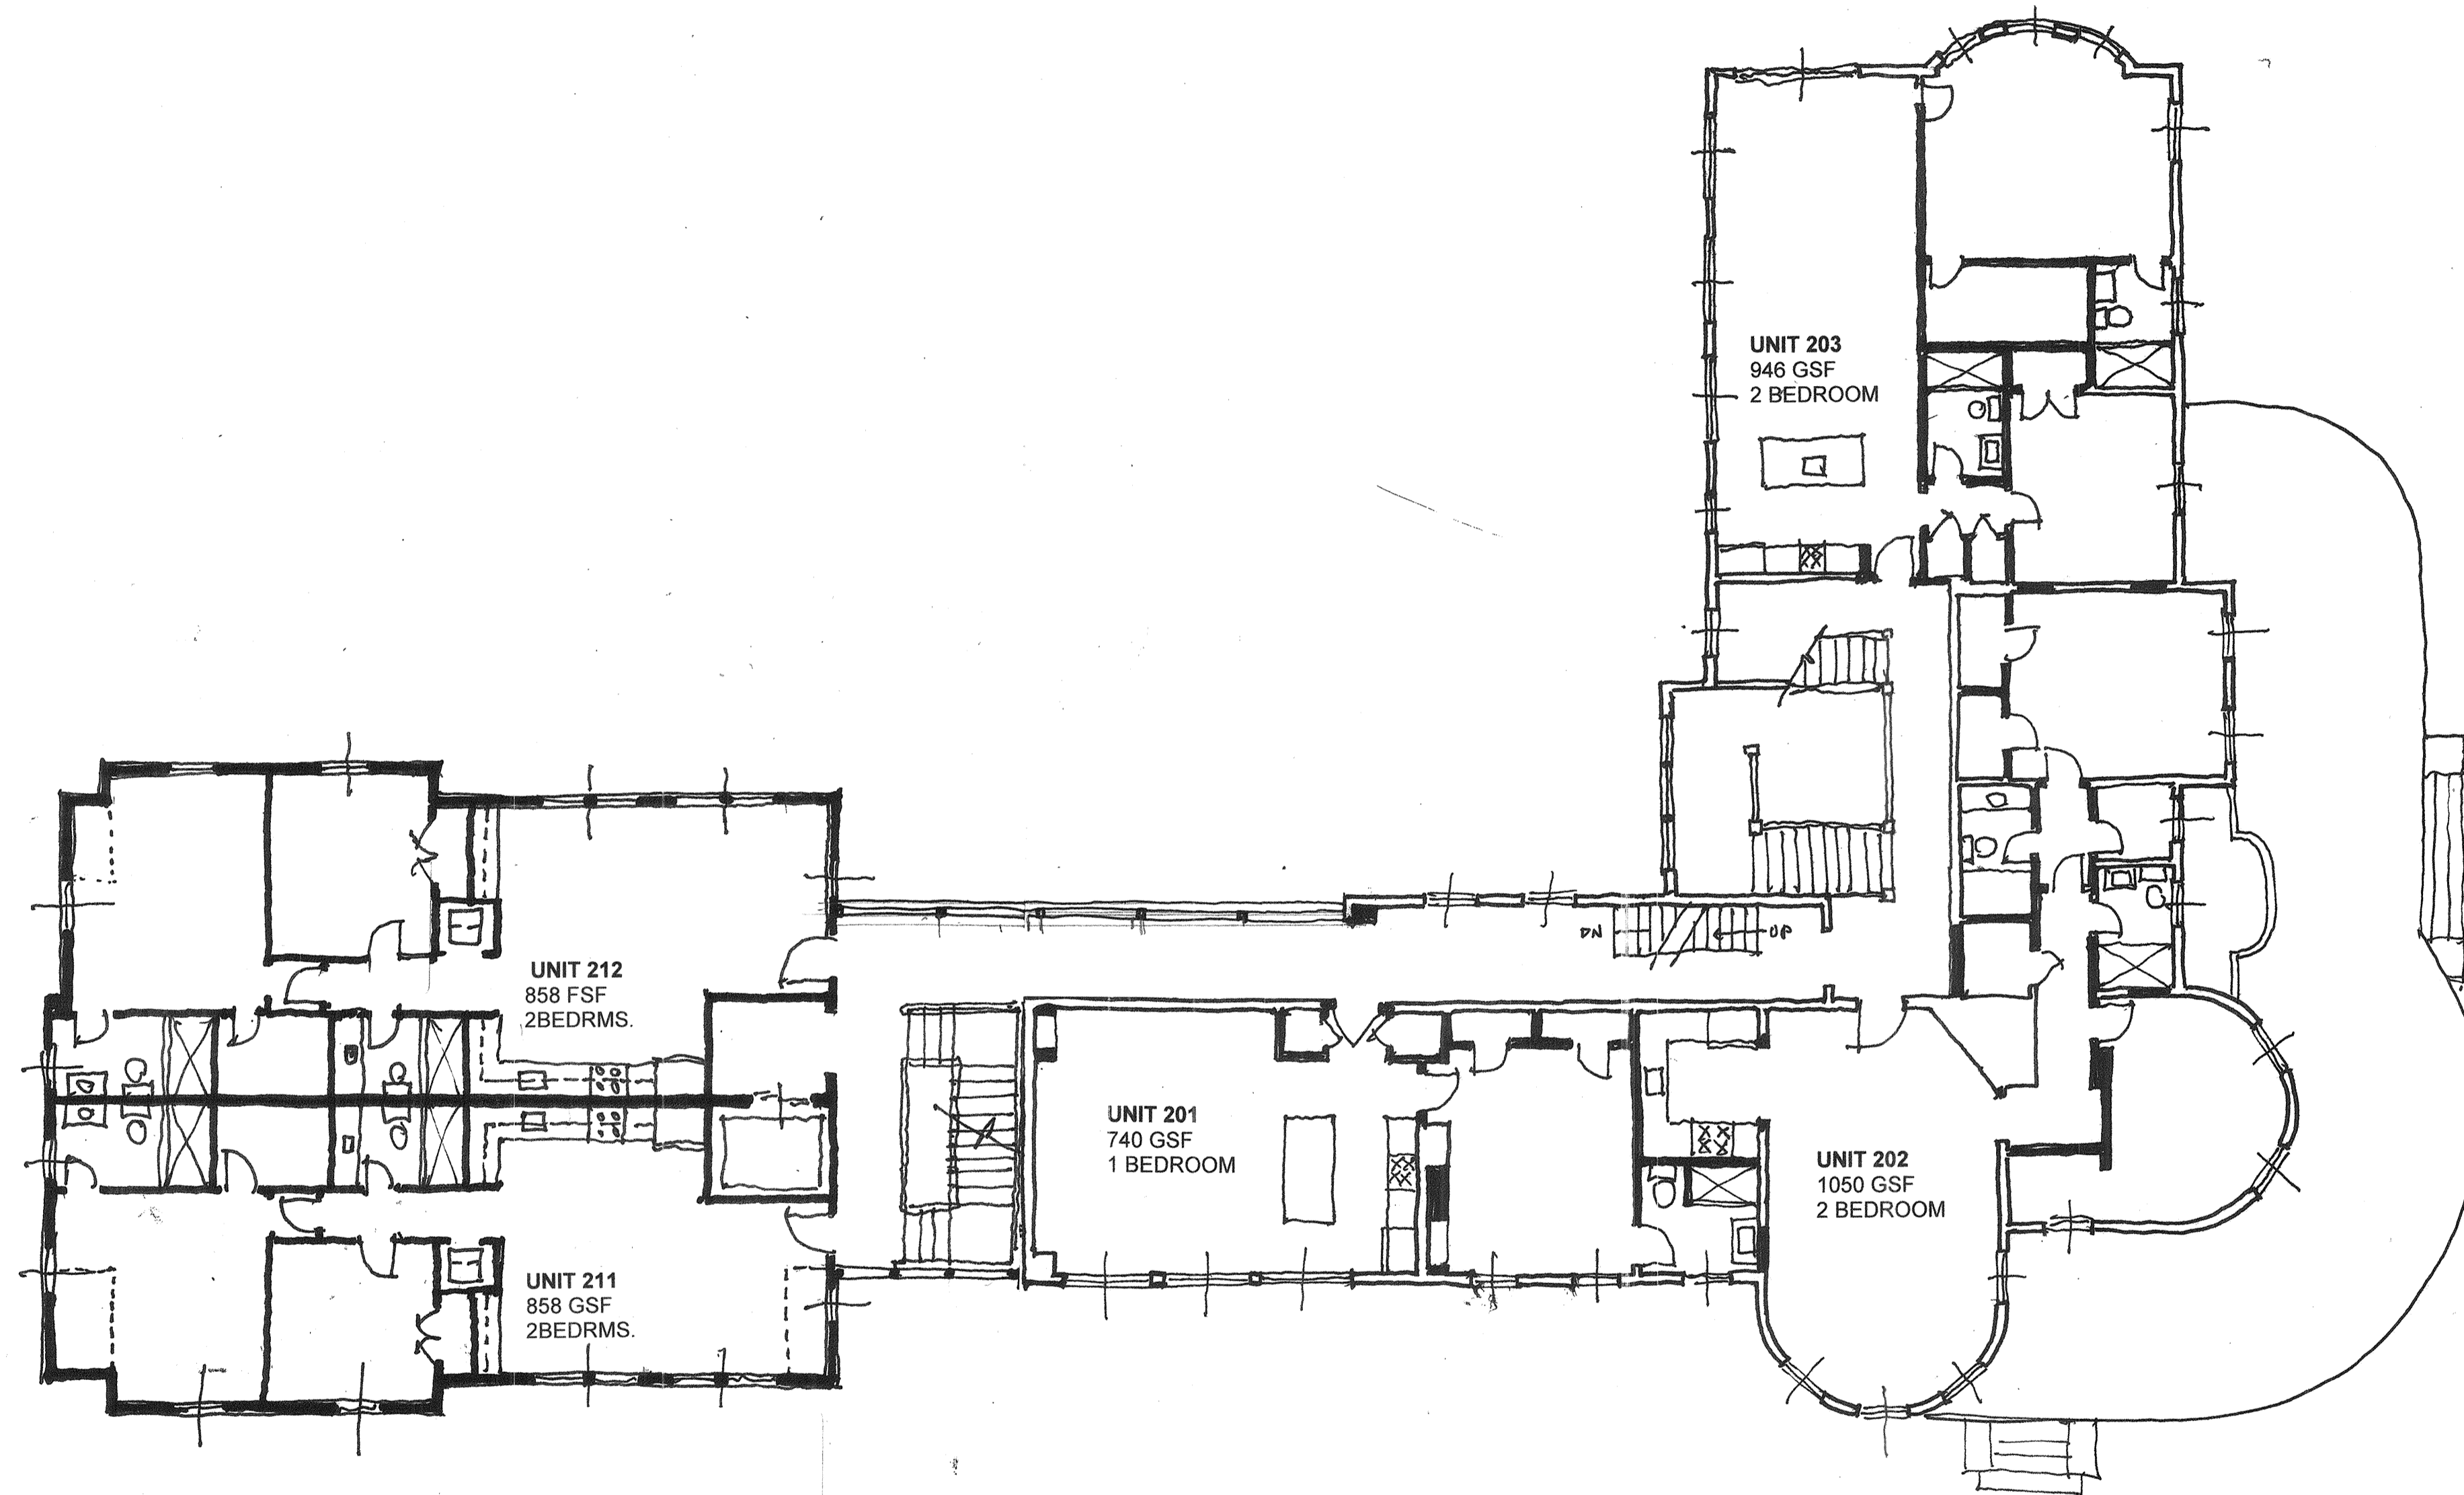 UNIT 203
946 GSF
2 BEDROOM
DN
UP
UNIT 212
858 FSF
2BEDRMS.
UNIT 201
740 GSF
1 BEDROOM
UNIT 202
1050 GSF
2 BEDROOM
UNIT 211
858 GSF
2BEDRMS.